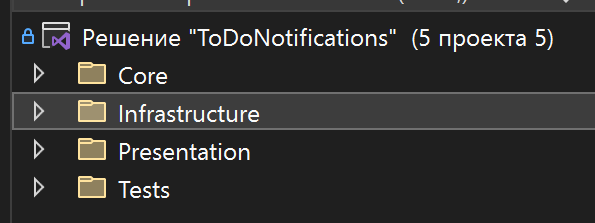 Решение "ToDoNotifications" (5 проекта 5)
Core
Infrastructure
Presentation
Tests